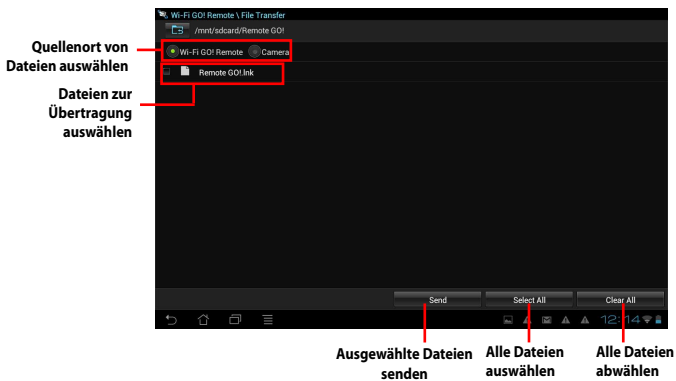 Wi-Fi GO! Remote \ File Transfer
/mnt/sdcard/Remote GO!
Quellenort von
Dateien auswählen
Wi-Fi GO! Remote Camera
Remote GO!.lnk
Dateien zur
Übertragung
auswählen
Send Select All Clear All
12:14
Ausgewählte Dateien
senden
Alle Dateien
auswählen
Alle Dateien
abwählen